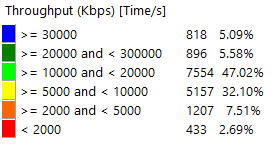 Throughput (Kbps) [Time/s]
>= 30000 818 5.09%
>= 20000 and < 300000 896 5.58%
>= 10000 and < 20000 7554 47.02%
>= 5000 and < 10000 5157 32.10%
>= 2000 and < 5000 1207 7.51%
< 2000 433 2.69%